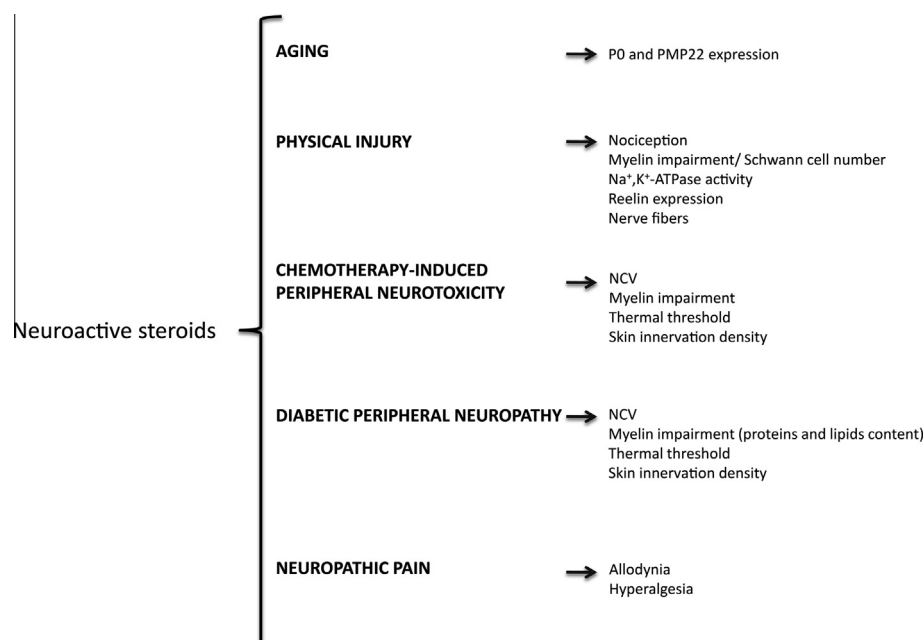 AGING
P0 and PMP22 expression
PHYSICAL INJURY
Nociception
Myelin impairment/ Schwann cell number
Na⁺,K⁺-ATPase activity
Reelin expression
Nerve fibers
CHEMOTHERAPY-INDUCED
PERIPHERAL NEUROTOXICITY
NCV
Myelin impairment
Thermal threshold
Skin innervation density
Neuroactive steroids
DIABETIC PERIPHERAL NEUROPATHY
NCV
Myelin impairment (proteins and lipids content)
Thermal threshold
Skin innervation density
NEUROPATHIC PAIN
Allodynia
Hyperalgesia